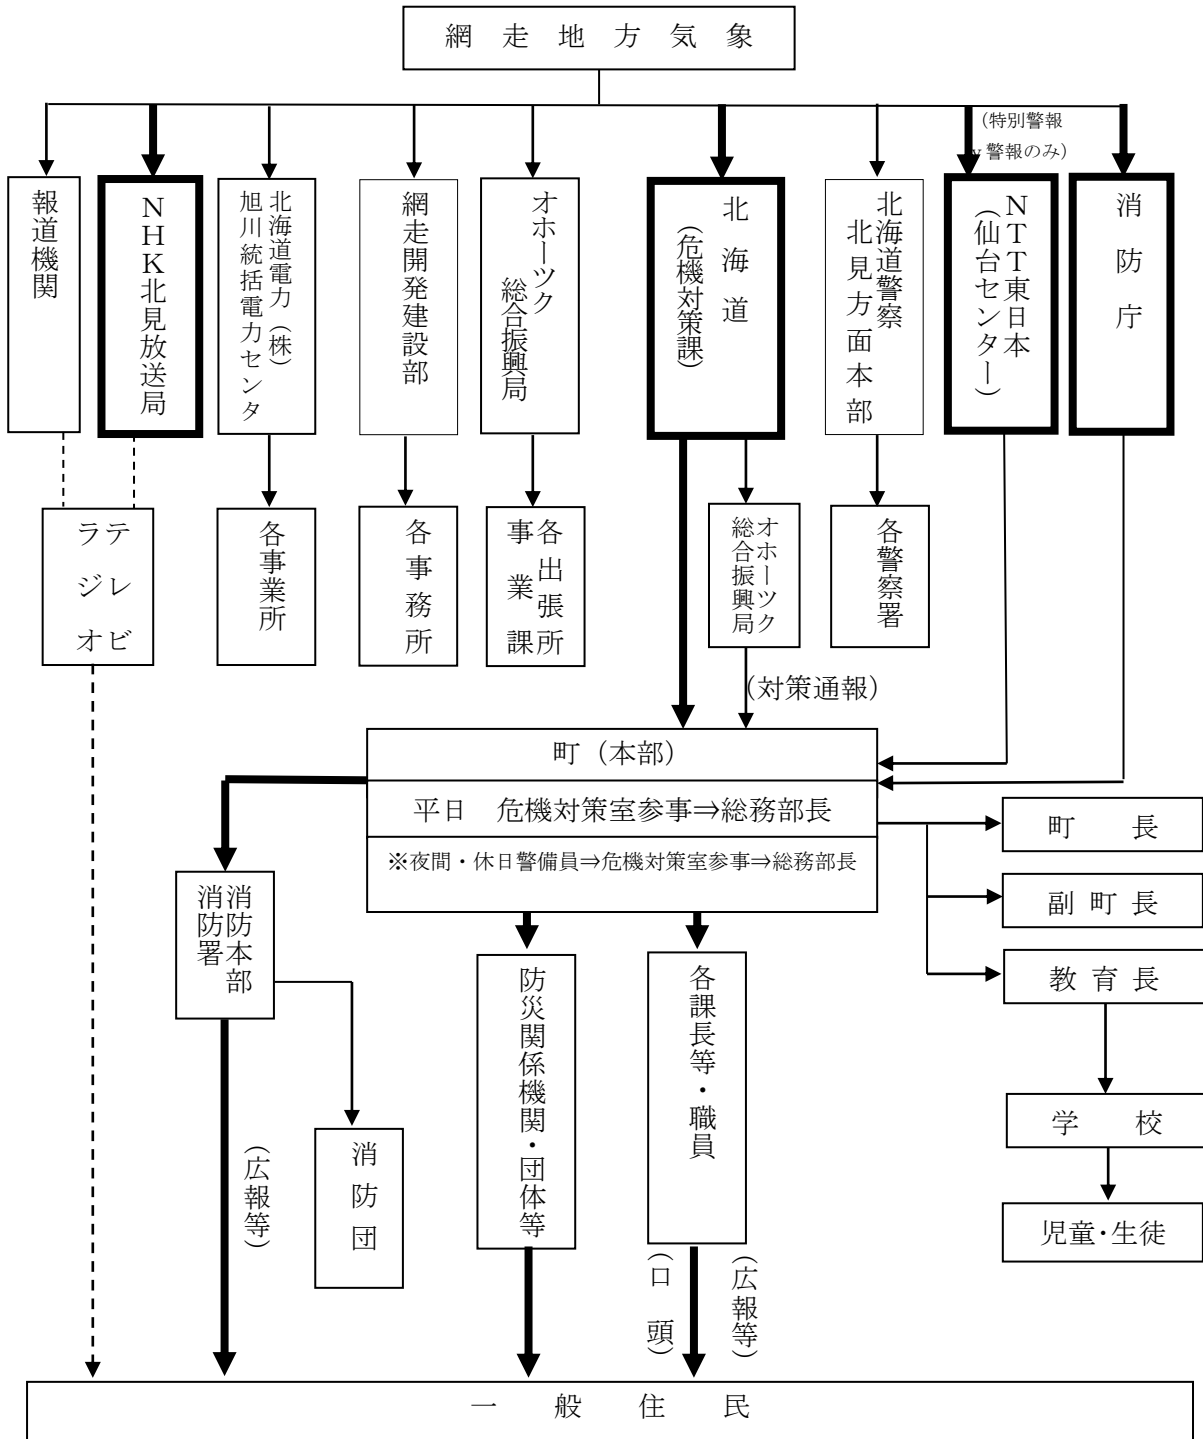 網走地方気象
(特別警報
警報のみ)
報道機関
NHK北見放送局
北海道電力(株)
旭川統括電力センタ
網走開発建設部
オホーツク
総合振興局
北海道
(危機対策課)
北海道警察
北見方面本部
NTT東日本
(仙台センター)
消防庁
テレビ
ラジオ
各事業所
各事務所
各出張所
事業課
オホーツク
総合振興局
各警察署
(対策通報)
町(本部)
平日 危機対策室参事⇒総務部長
※夜間・休日警備員⇒危機対策室参事⇒総務部長
町長
副町長
教育長
消防本部
消防署
防災関係機関・団体等
各課長等・職員
学校
消防団
児童・生徒
(広報等)
(口頭)
(広報等)
一般住民